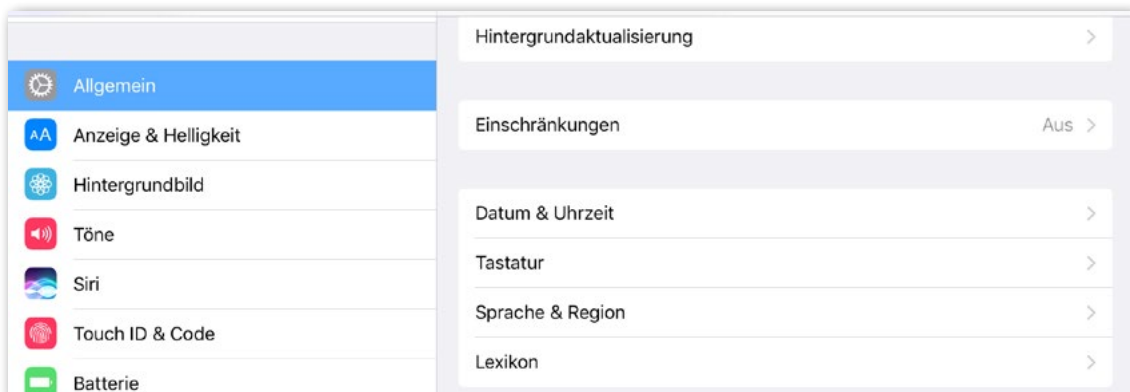 Allgemein
Anzeige & Helligkeit
Hintergrundbild
Töne
Siri
Touch ID & Code
Batterie
Hintergrundaktualisierung
Einschränkungen Aus
Datum & Uhrzeit
Tastatur
Sprache & Region
Lexikon